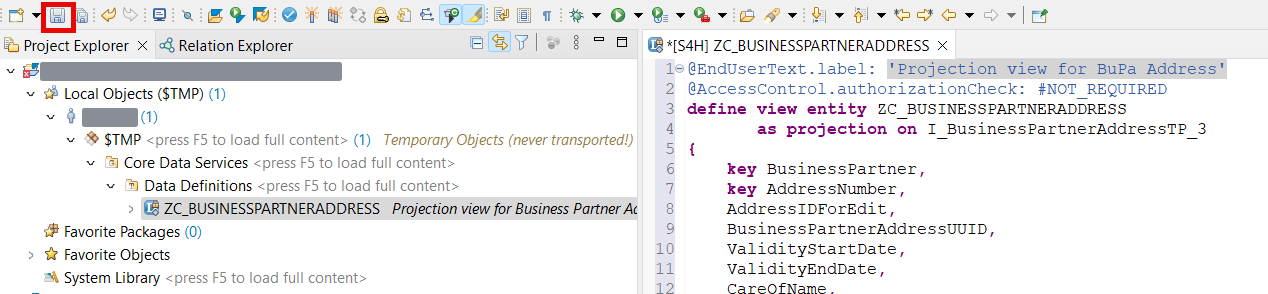 Project Explorer
Relation Explorer
Local Objects ($TMP) (1)
(1)
$TMP <press F5 to load full content> (1) Temporary Objects (never transported!)
Core Data Services <press F5 to load full content>
Data Definitions <press F5 to load full content>
ZC_BUSINESSPARTNERADDRESS Projection view for Business Partner Ad
Favorite Packages (0)
Favorite Objects
System Library <press F5 to load full content>
*[S4H] ZC_BUSINESSPARTNERADDRESS
1 @EndUserText.label: 'Projection view for BuPa Address'
2 @AccessControl.authorizationCheck: #NOT_REQUIRED
3 define view entity ZC_BUSINESSPARTNERADDRESS
4 as projection on I_BusinessPartnerAddressTP_3
5 {
6 key BusinessPartner,
7 key AddressNumber,
8 AddressIDForEdit,
9 BusinessPartnerAddressUUID,
10 ValidityStartDate,
11 ValidityEndDate,
12 CareOfName,